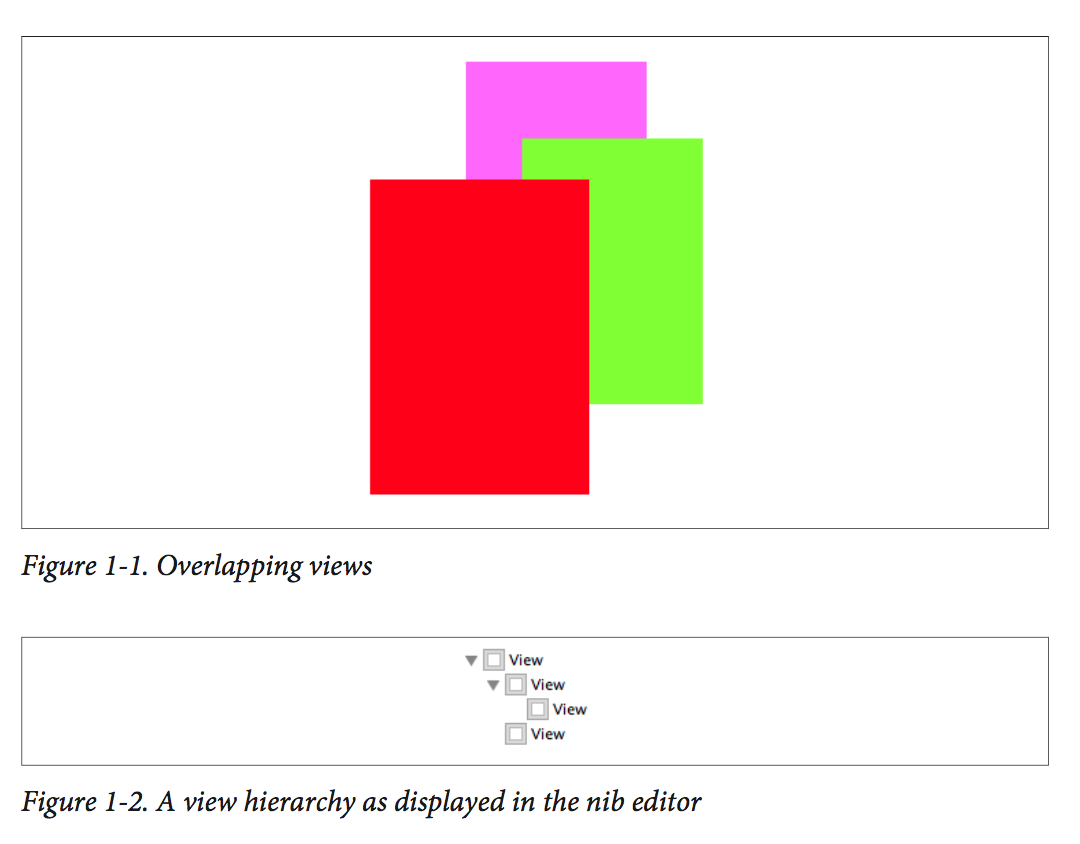 Figure 1-1. Overlapping views
View
View
View
View
Figure 1-2. A view hierarchy as displayed in the nib editor